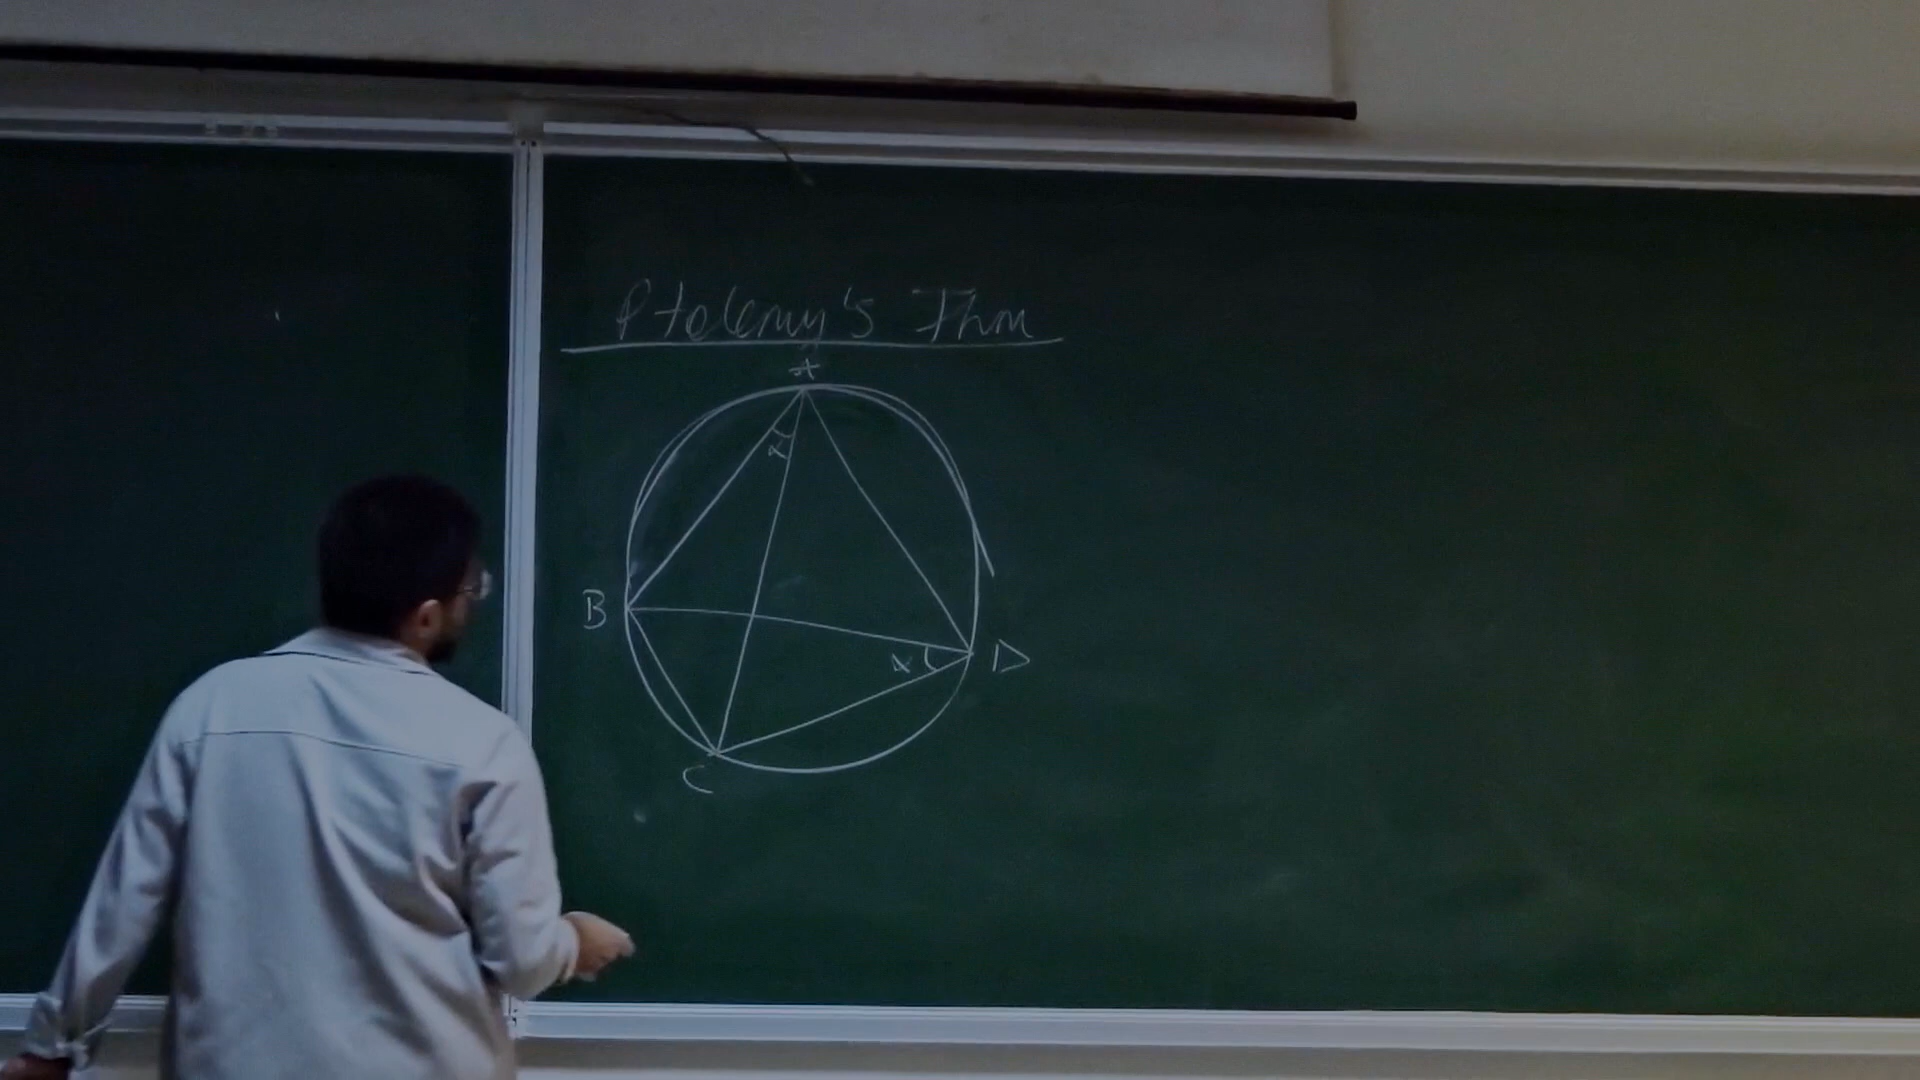 Ptolemy's Thm
A
α
B
α D
C